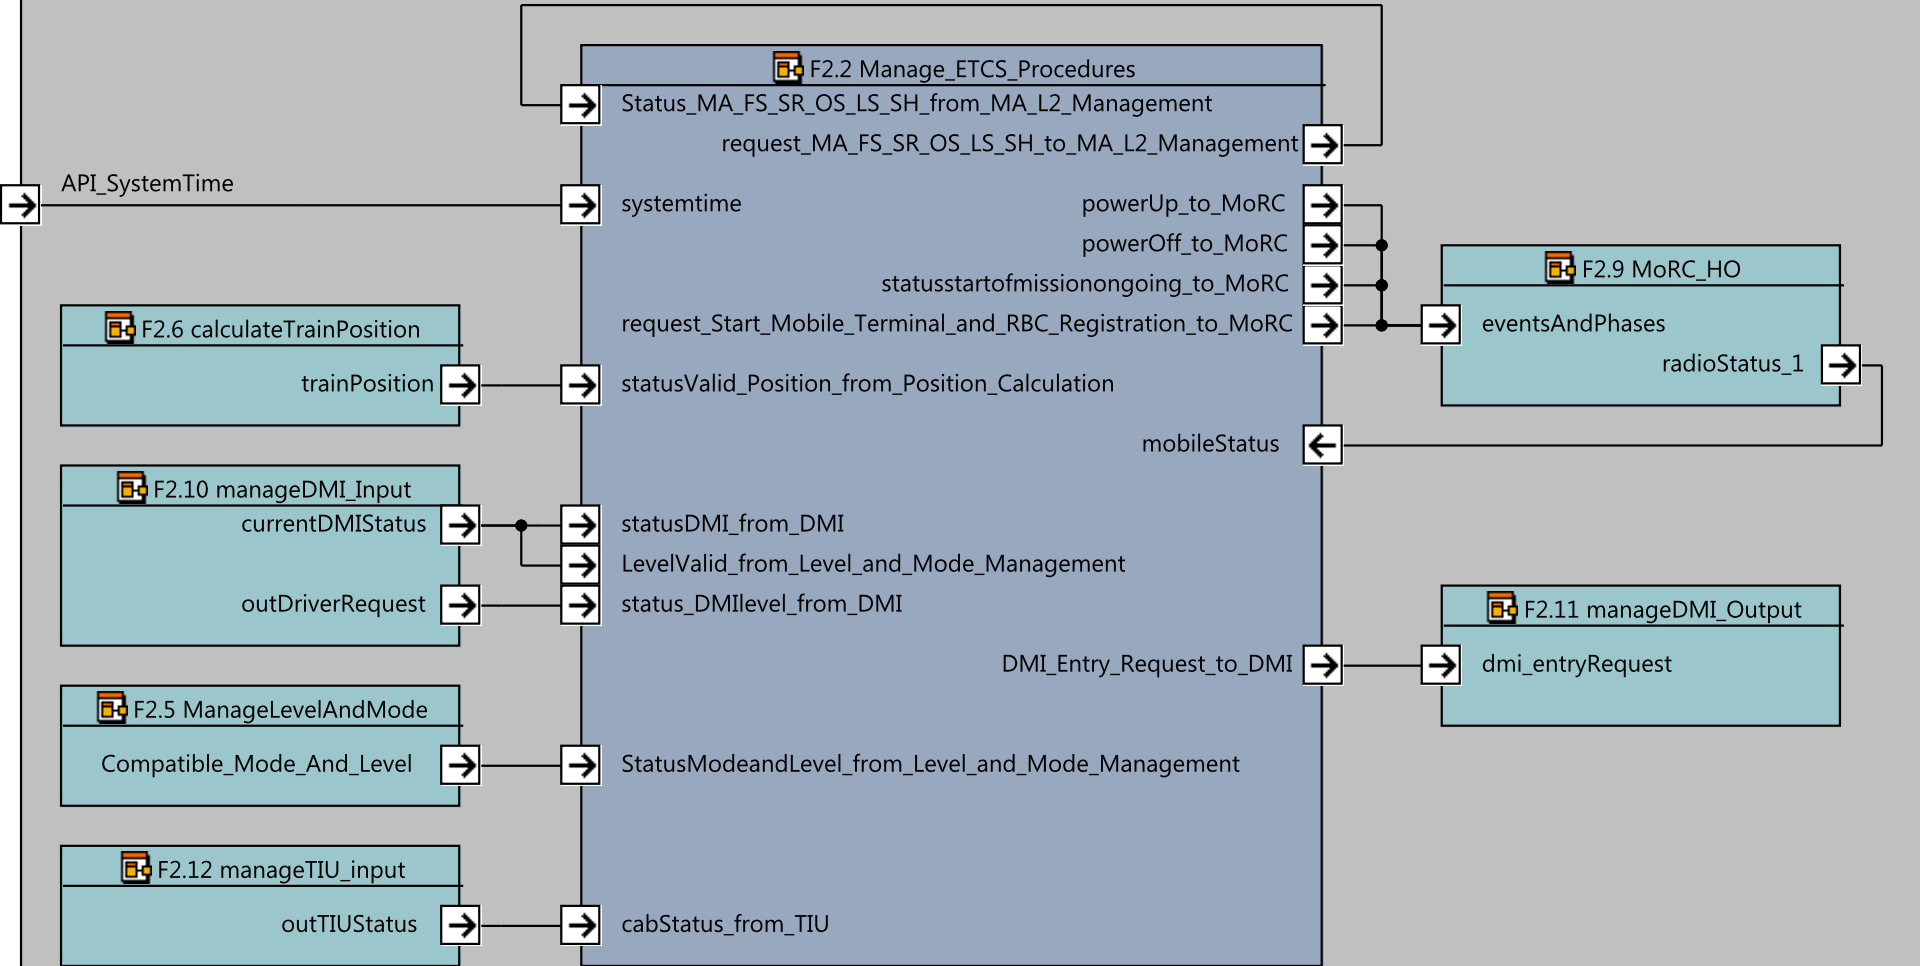 F2.2 Manage_ETCS_Procedures
Status_MA_FS_SR_OS_LS_SH_from_MA_L2_Management
request_MA_FS_SR_OS_LS_SH_to_MA_L2_Management
API_SystemTime
systemtime
powerUp_to_MoRC
powerOff_to_MoRC
statusstartofmissionongoing_to_MoRC
request_Start_Mobile_Terminal_and_RBC_Registration_to_MoRC
F2.9 MoRC_HO
eventsAndPhases
radioStatus_1
F2.6 calculateTrainPosition
trainPosition
statusValid_Position_from_Position_Calculation
mobileStatus
F2.10 manageDMI_Input
currentDMIStatus
outDriverRequest
statusDMI_from_DMI
LevelValid_from_Level_and_Mode_Management
status_DMIlevel_from_DMI
DMI_Entry_Request_to_DMI
F2.11 manageDMI_Output
dmi_entryRequest
F2.5 ManageLevelAndMode
Compatible_Mode_And_Level
StatusModeandLevel_from_Level_and_Mode_Management
F2.12 manageTIU_input
outTIUStatus
cabStatus_from_TIU